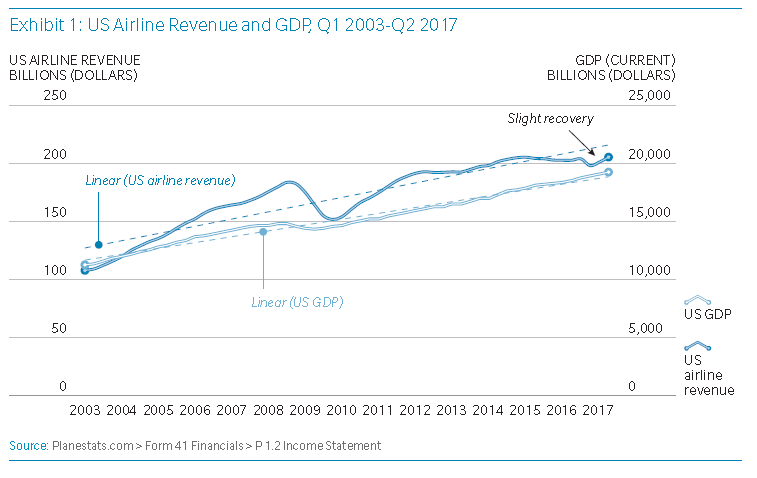 Exhibit 1: US Airline Revenue and GDP, Q1 2003-Q2 2017
US AIRLINE REVENUE
BILLIONS (DOLLARS)
GDP (CURRENT)
BILLIONS (DOLLARS)
250
25,000
Slight recovery
200
20,000
Linear (US airline revenue)
150
15,000
100
10,000
Linear (US GDP)
US GDP
50
5,000
US
airline
revenue
0
0
2003 2004 2005 2006 2007 2008 2009 2010 2011 2012 2013 2014 2015 2016 2017
Source: Planestats.com > Form 41 Financials > P 1.2 Income Statement